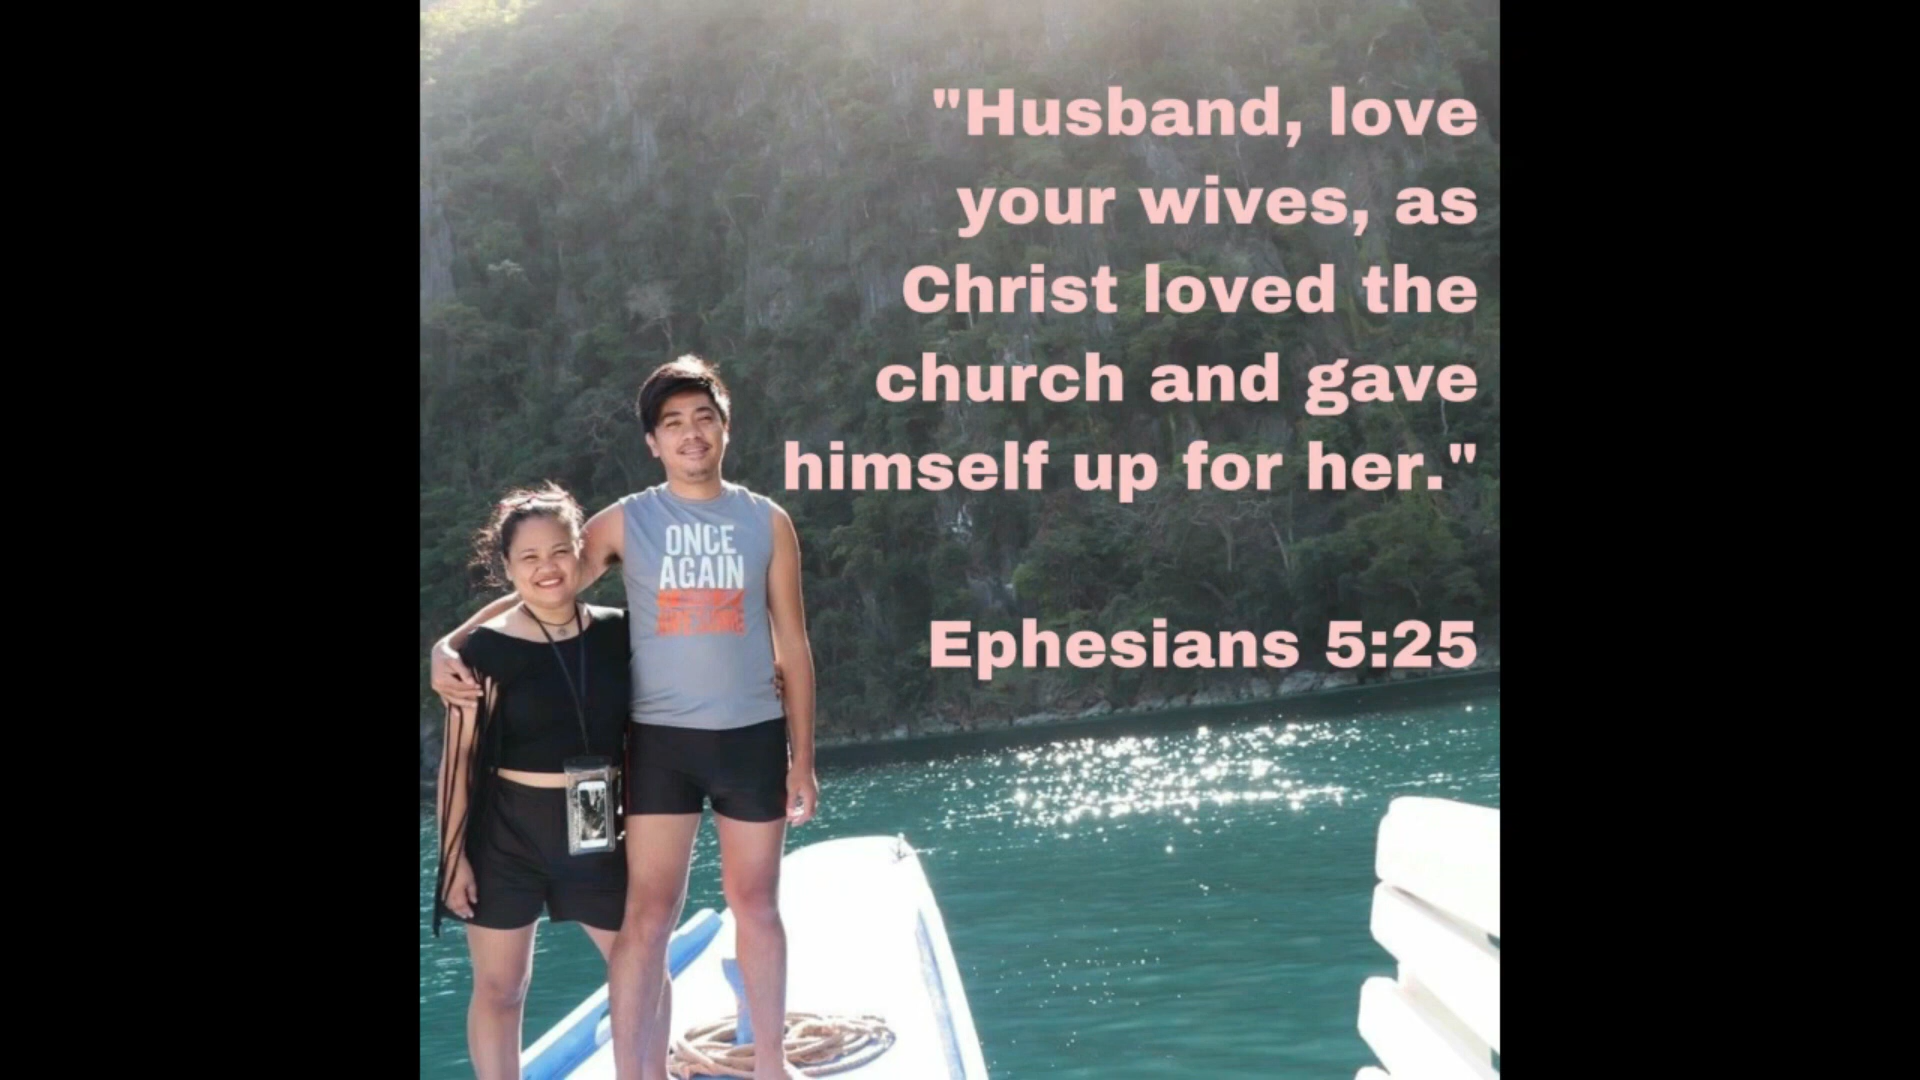 "Husband, love
your wives, as
Christ loved the
church and gave
himself up for her."
Ephesians 5:25
ONCE
AGAIN